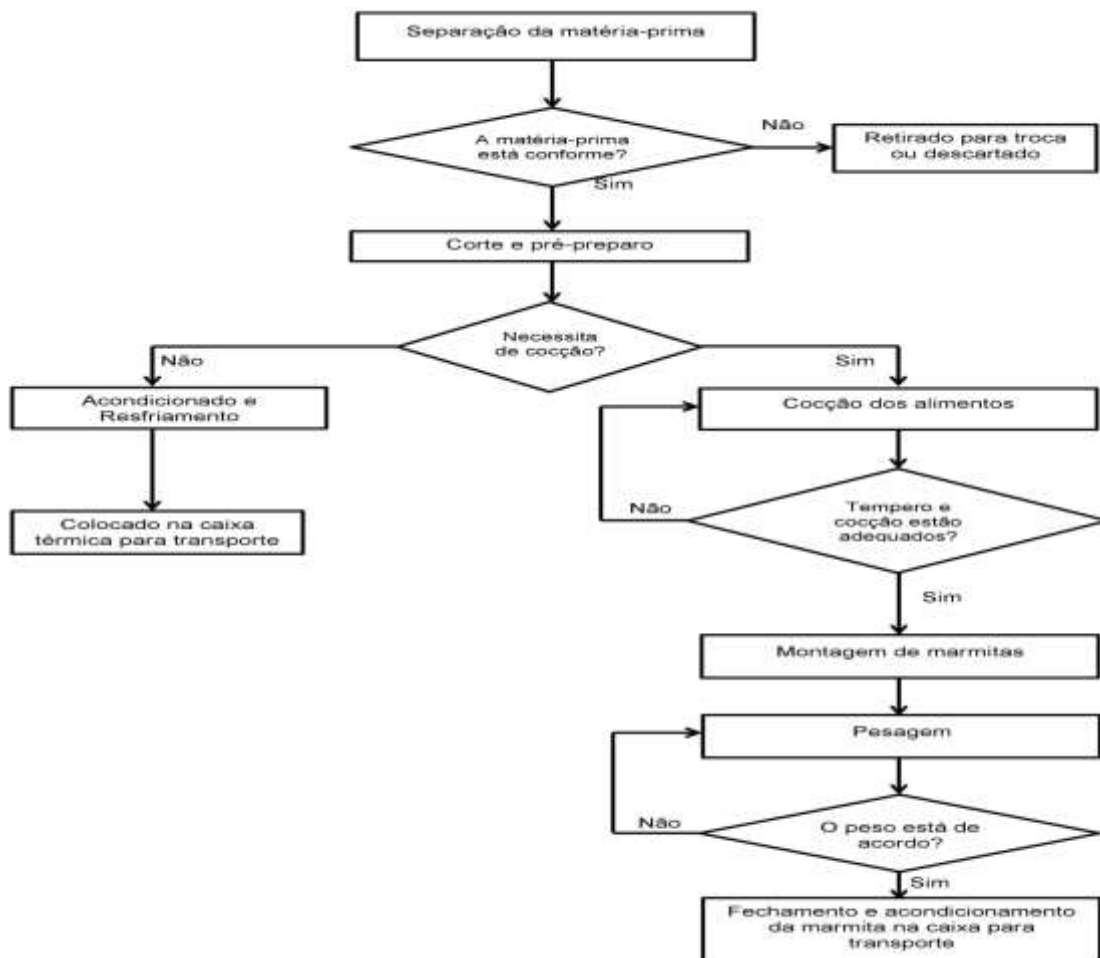 Separação da matéria-prima
A matéria-prima
está conforme?
Não
Retirado para troca
ou descartado
Sim
Corte e pré-preparo
Necessita
de cocção?
Não
Sim
Acondicionado e
Resfriamento
Cocção dos alimentos
Colocado na caixa
térmica para transporte
Não
Tempero e
cocção estão
adequados?
Sim
Montagem de marmitas
Pesagem
Não
O peso está de
acordo?
Sim
Fechamento e acondicionamento
da marmita na caixa para
transporte